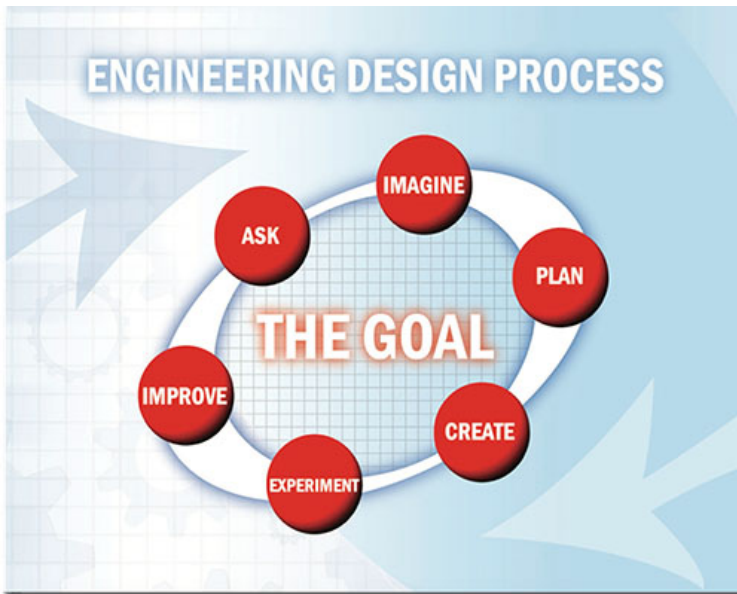 ENGINEERING DESIGN PROCESS
IMAGINE
ASK
PLAN
THE GOAL
IMPROVE
CREATE
EXPERIMENT